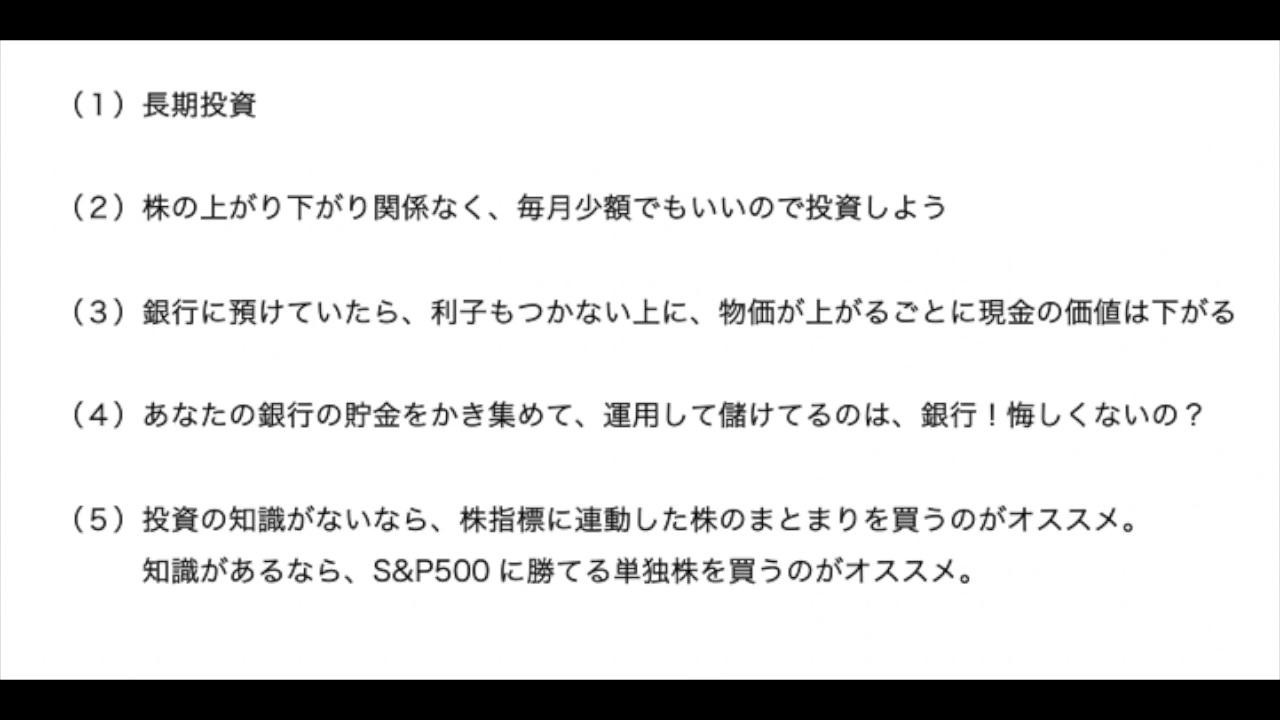 （１）長期投資
（２）株の上がり下がり関係なく、毎月少額でもいいので投資しよう
（３）銀行に預けていたら、利子もつかない上に、物価が上がるごとに現金の価値は下がる
（４）あなたの銀行の貯金をかき集めて、運用して儲けてるのは、銀行！悔しくないの？
（５）投資の知識がないなら、株指標に連動した株のまとまりを買うのがオススメ。
知識があるなら、S&P500 に勝てる単独株を買うのがオススメ。